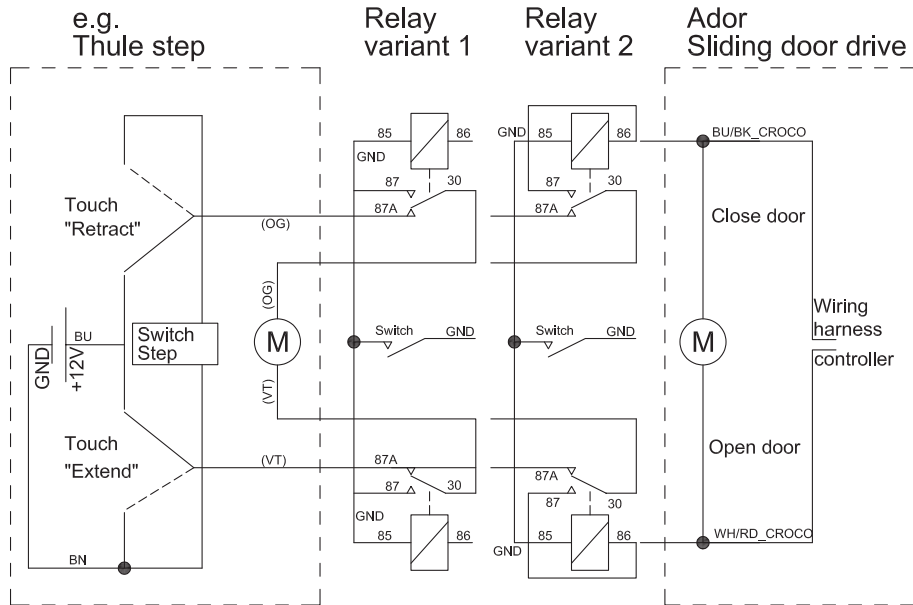 e.g.
Thule step
Relay
variant 1
Relay
variant 2
Ador
Sliding door drive
85
86
GND
87
30
87A
GND
85
86
87
30
87A
BU/BK_CROCO
Touch
"Retract"
(OG)
Close door
(OG)
GND
BU
+12V
Switch
Step
M
Switch
GND
Switch
GND
M
Wiring
harness
controller
(VT)
Touch
"Extend"
(VT)
87A
87
30
GND
85
86
87A
87
30
GND
85
86
Open door
WH/RD_CROCO
BN